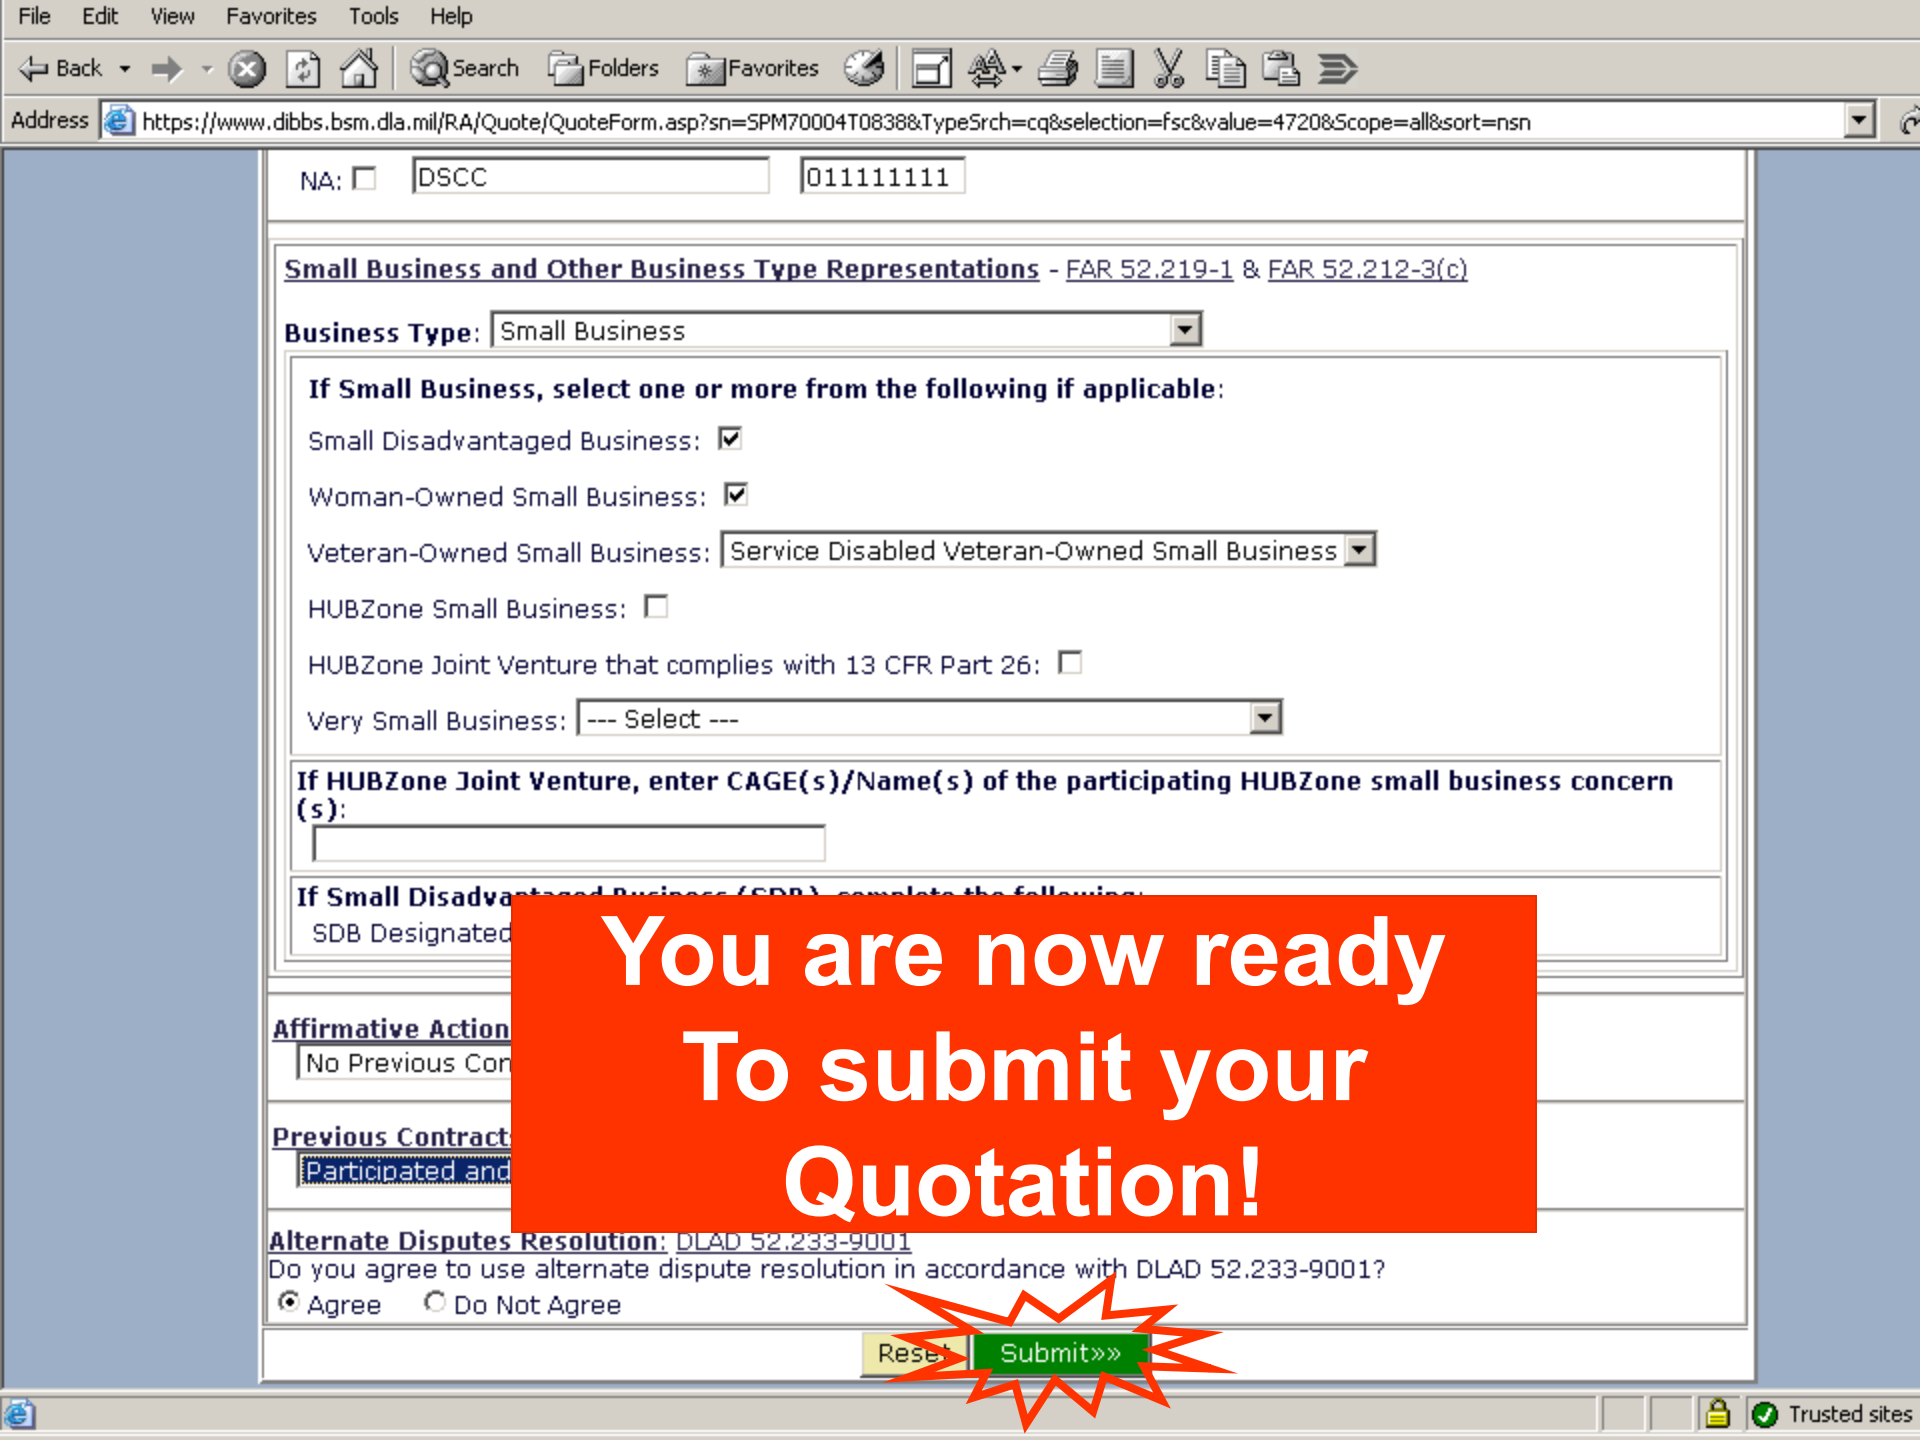 File Edit View Favorites Tools Help
Back Search Folders Favorites
Address https://www.dibbs.bsm.dla.mil/RA/Quote/QuoteForm.asp?sn=SPM70004T0838&TypeSrch=cq&selection=fsc&value=4720&Scope=all&sort=nsn
NA: DSCC 011111111
Small Business and Other Business Type Representations - FAR 52.219-1 & FAR 52.212-3(c)
Business Type: Small Business
If Small Business, select one or more from the following if applicable:
Small Disadvantaged Business:
Woman-Owned Small Business:
Veteran-Owned Small Business: Service Disabled Veteran-Owned Small Business
HUBZone Small Business:
HUBZone Joint Venture that complies with 13 CFR Part 26:
Very Small Business: --- Select ---
If HUBZone Joint Venture, enter CAGE(s)/Name(s) of the participating HUBZone small business concern
(s):
If Small Disadvantaged Business (SDB), complete the following:
SDB Designated
You are now ready
To submit your
Quotation!
Affirmative Action
No Previous Con
Previous Contract
Participated and
Alternate Disputes Resolution: DLAD 52.233-9001
Do you agree to use alternate dispute resolution in accordance with DLAD 52.233-9001?
Agree Do Not Agree
Reset Submit»»
Trusted sites